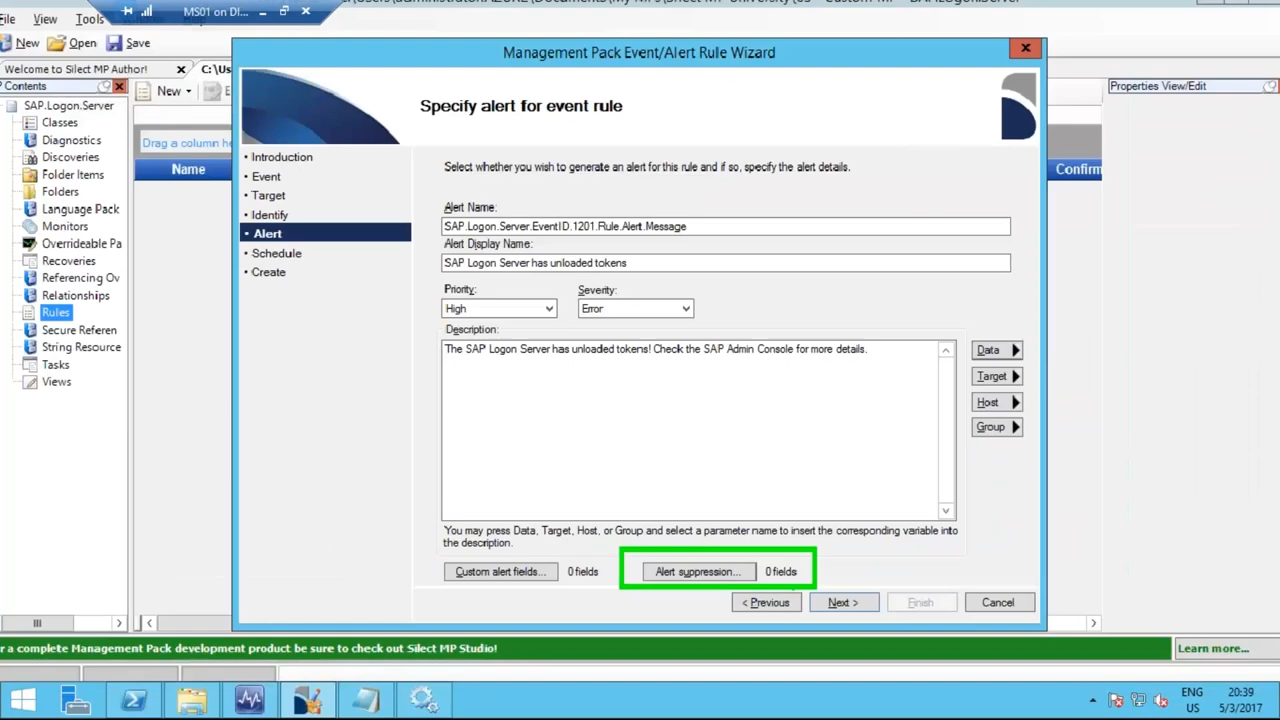 MS01 on DI...
File View Tools
New Open Save
Welcome to Silect MP Author!
C:\Us
Contents
New
SAP.Logon.Server
Classes
Diagnostics
Discoveries
Folder Items
Folders
Language Pack
Monitors
Overrideable Pa
Recoveries
Referencing Ov
Relationships
Rules
Secure Referen
String Resource
Tasks
Views
Drag a column he
Name
Properties View/Edit
Confirm
Management Pack Event/Alert Rule Wizard
Specify alert for event rule
• Introduction
• Event
• Target
• Identify
• Alert
• Schedule
• Create
Select whether you wish to generate an alert for this rule and if so, specify the alert details.
Alert Name:
SAP.Logon.Server.EventID.1201.Rule.Alert.Message
Alert Display Name:
SAP Logon Server has unloaded tokens
Priority: Severity:
High Error
Description:
The SAP Logon Server has unloaded tokens! Check the SAP Admin Console for more details.
Data
Target
Host
Group
You may press Data, Target, Host, or Group and select a parameter name to insert the corresponding variable into
the description.
Custom alert fields... 0 fields Alert suppression... 0 fields
< Previous Next > Finish Cancel
r a complete Management Pack development product be sure to check out Silect MP Studio! Learn more...
ENG 20:39
US 5/3/2017